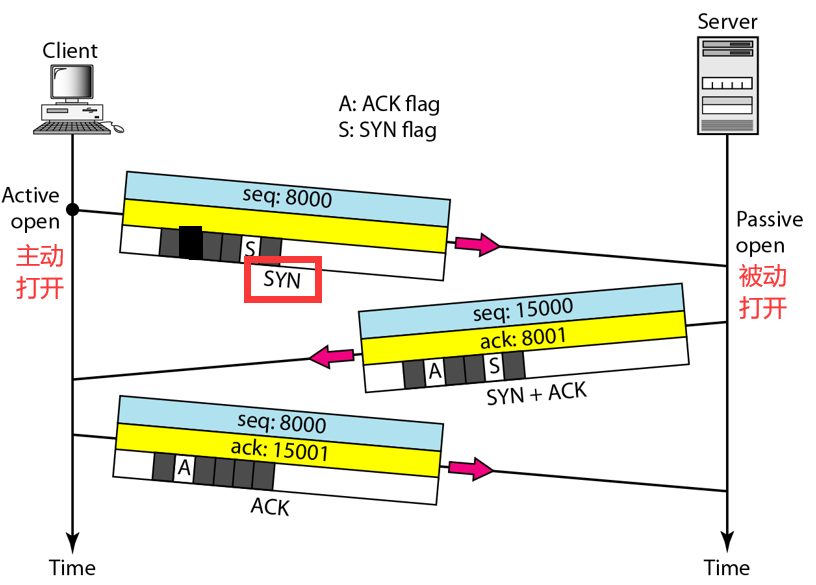 Client
Server
A: ACK flag
S: SYN flag
Active
open
主动
打开
seq: 8000
S
SYN
Passive
open
被动
打开
seq: 15000
ack: 8001
A
S
SYN + ACK
seq: 8000
ack: 15001
A
ACK
Time
Time